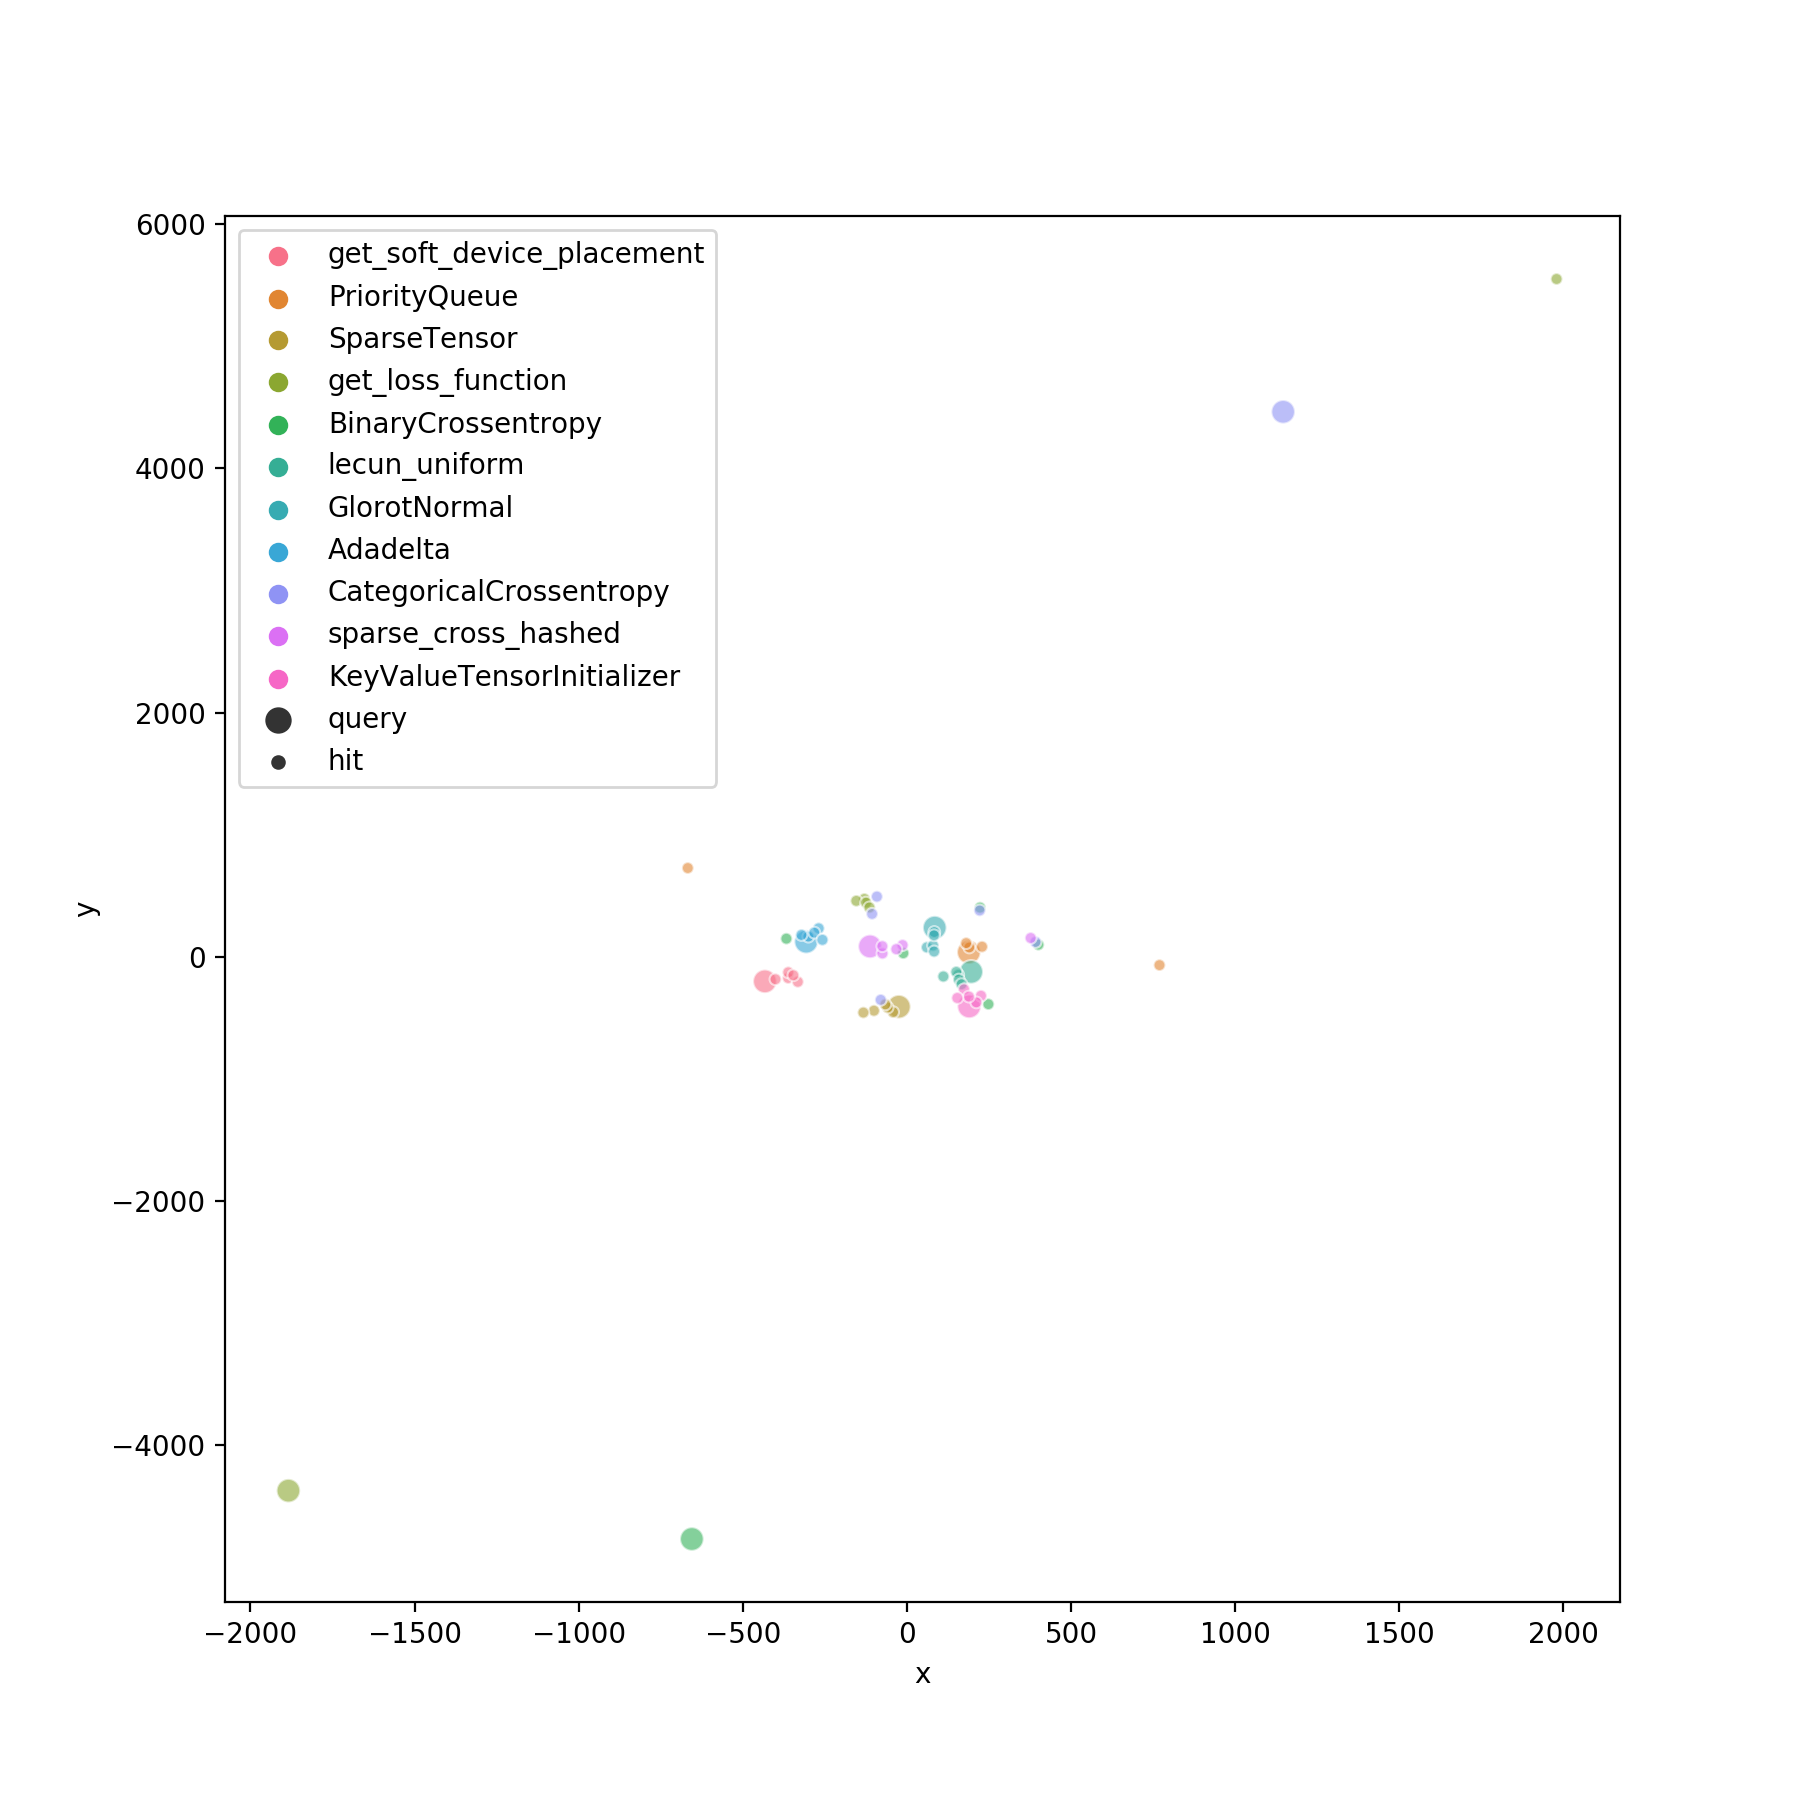 6000
4000
2000
0
−2000
−4000
y
get_soft_device_placement
PriorityQueue
SparseTensor
get_loss_function
BinaryCrossentropy
lecun_uniform
GlorotNormal
Adadelta
CategoricalCrossentropy
sparse_cross_hashed
KeyValueTensorInitializer
query
hit
−2000 −1500 −1000 −500 0 500 1000 1500 2000
x